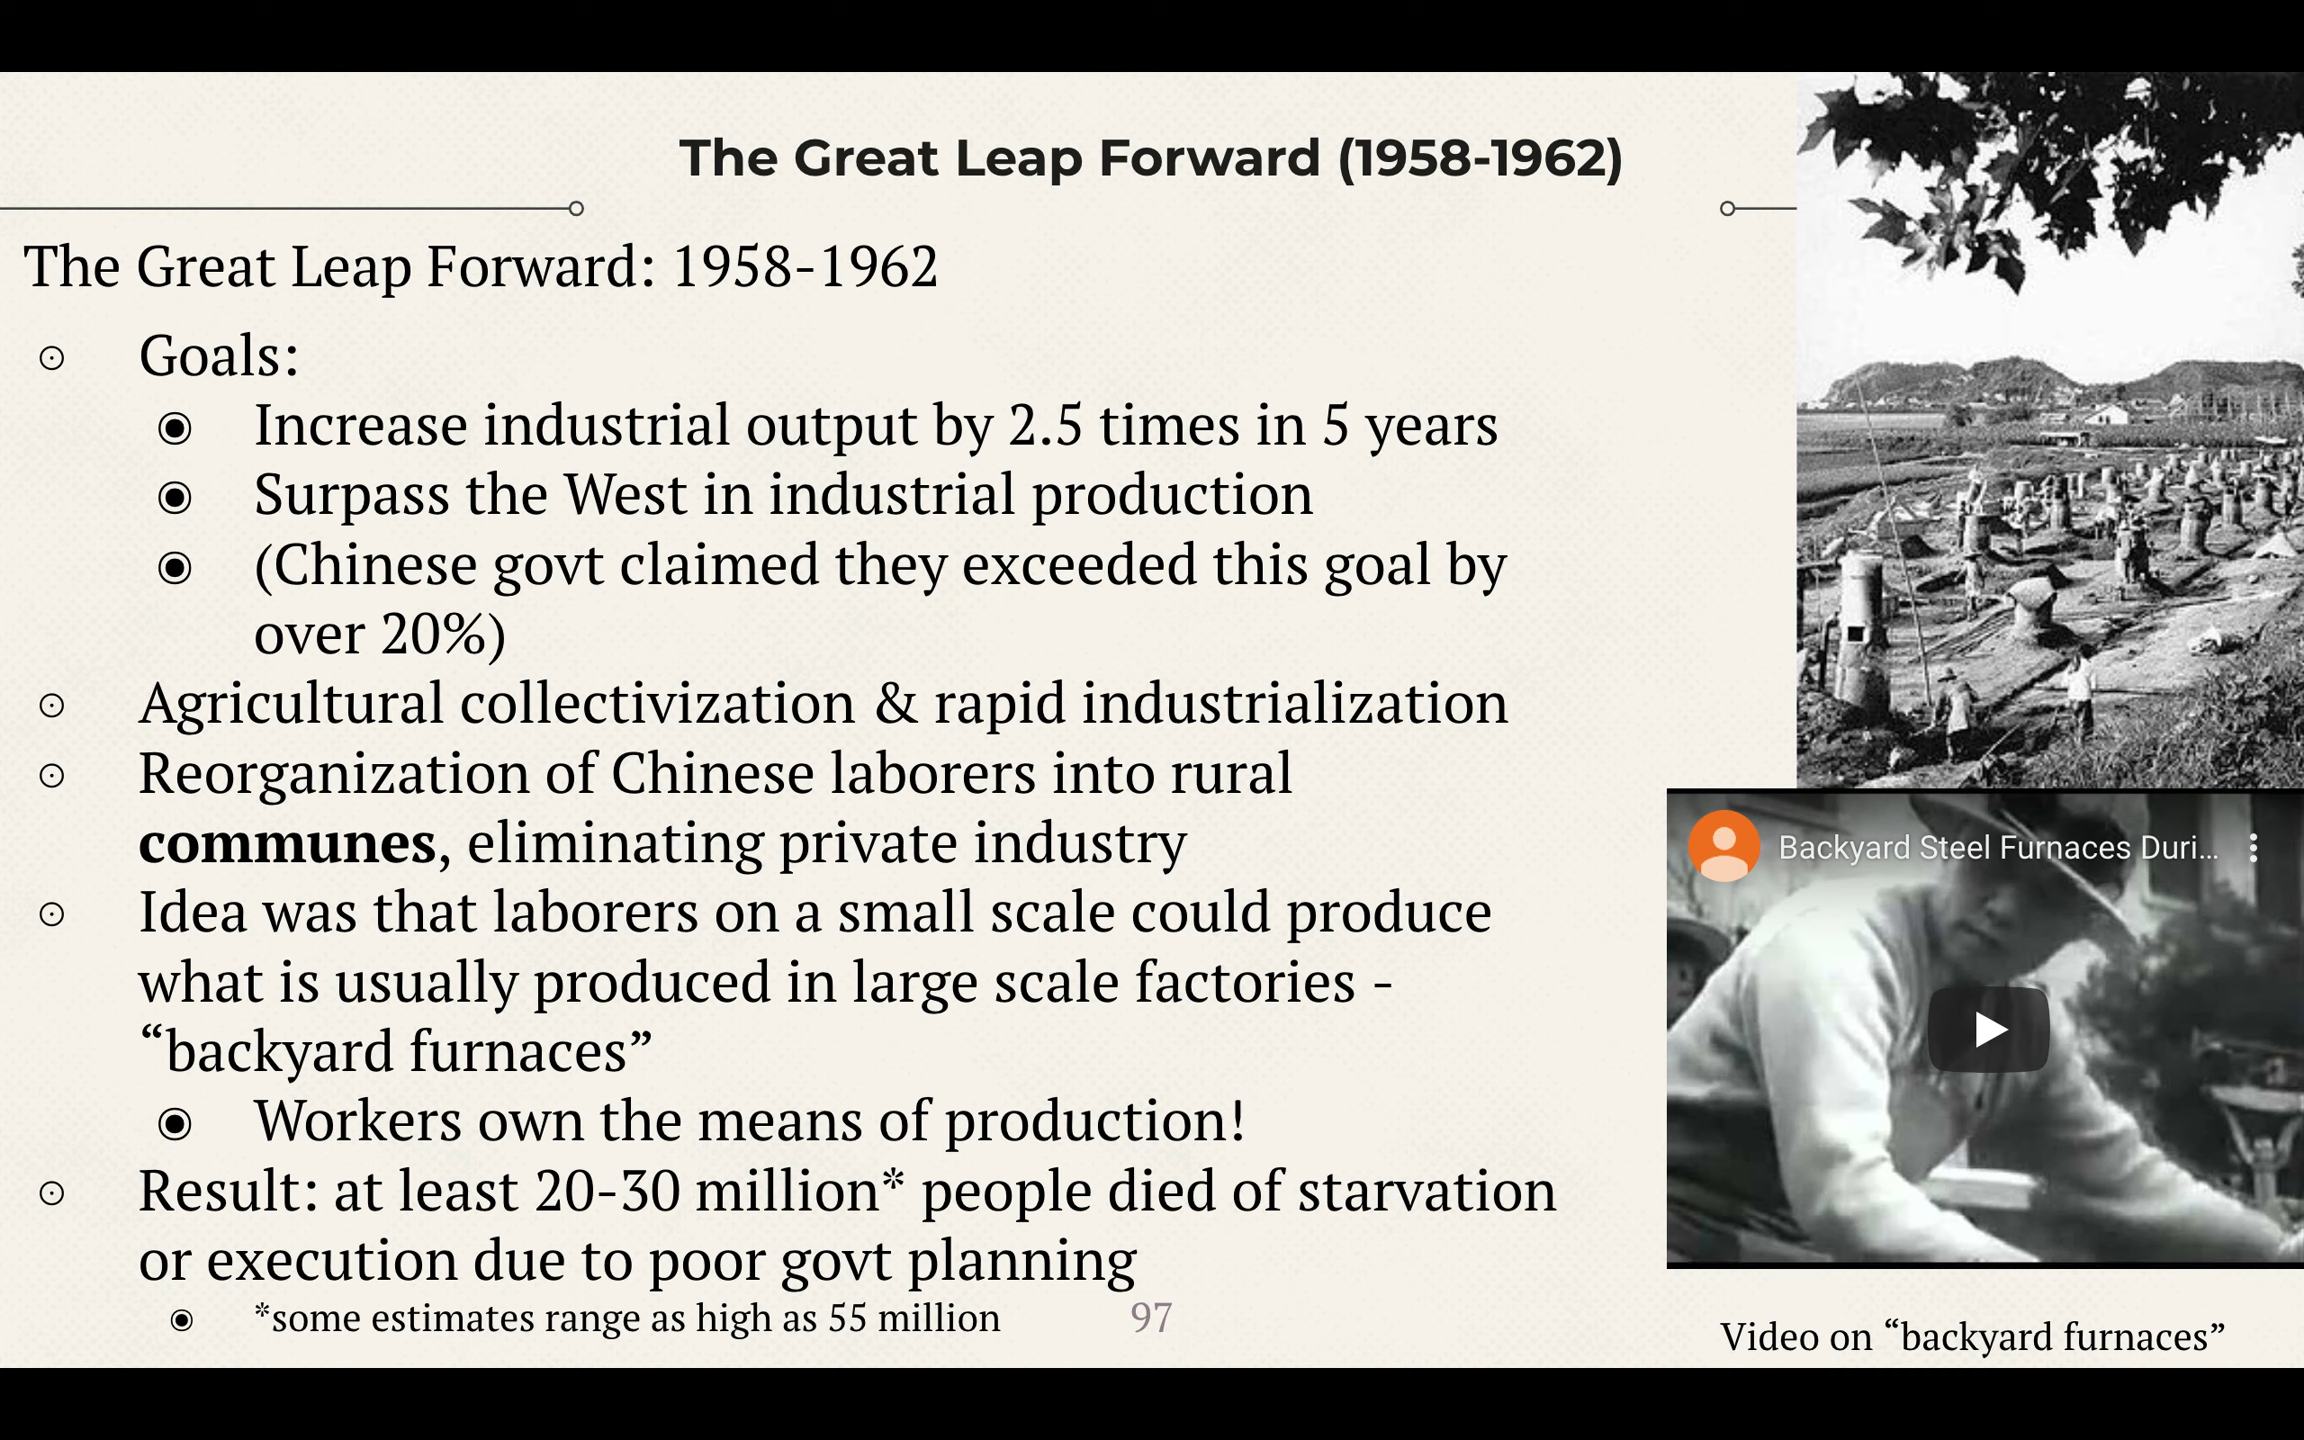 The Great Leap Forward (1958-1962)
The Great Leap Forward: 1958-1962
Goals:
Increase industrial output by 2.5 times in 5 years
Surpass the West in industrial production
(Chinese govt claimed they exceeded this goal by
over 20%)
Agricultural collectivization & rapid industrialization
Reorganization of Chinese laborers into rural
communes, eliminating private industry
Idea was that laborers on a small scale could produce
what is usually produced in large scale factories -
“backyard furnaces”
Workers own the means of production!
Result: at least 20-30 million* people died of starvation
or execution due to poor govt planning
*some estimates range as high as 55 million
97
Backyard Steel Furnaces Duri...
Video on “backyard furnaces”